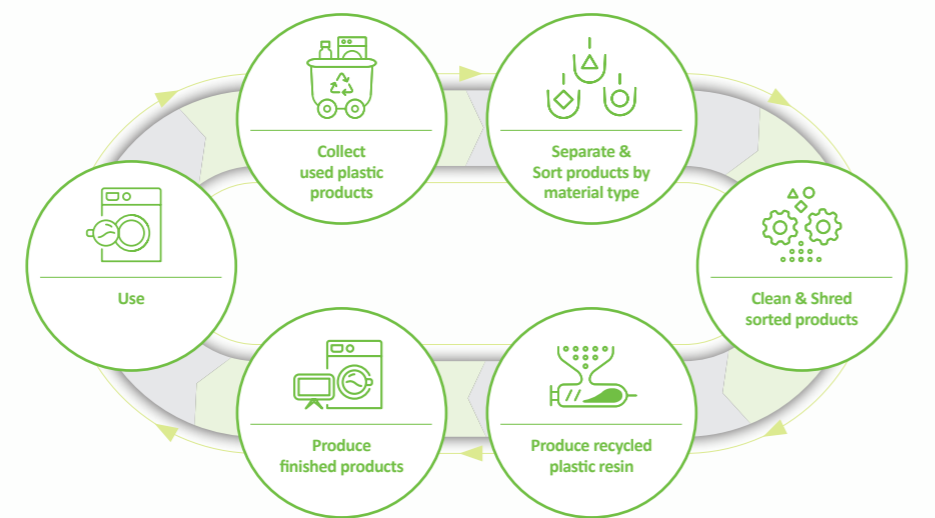 Collect
used plastic
products
Separate &
Sort products by
material type
Use
Clean & Shred
sorted products
Produce
finished products
Produce recycled
plastic resin